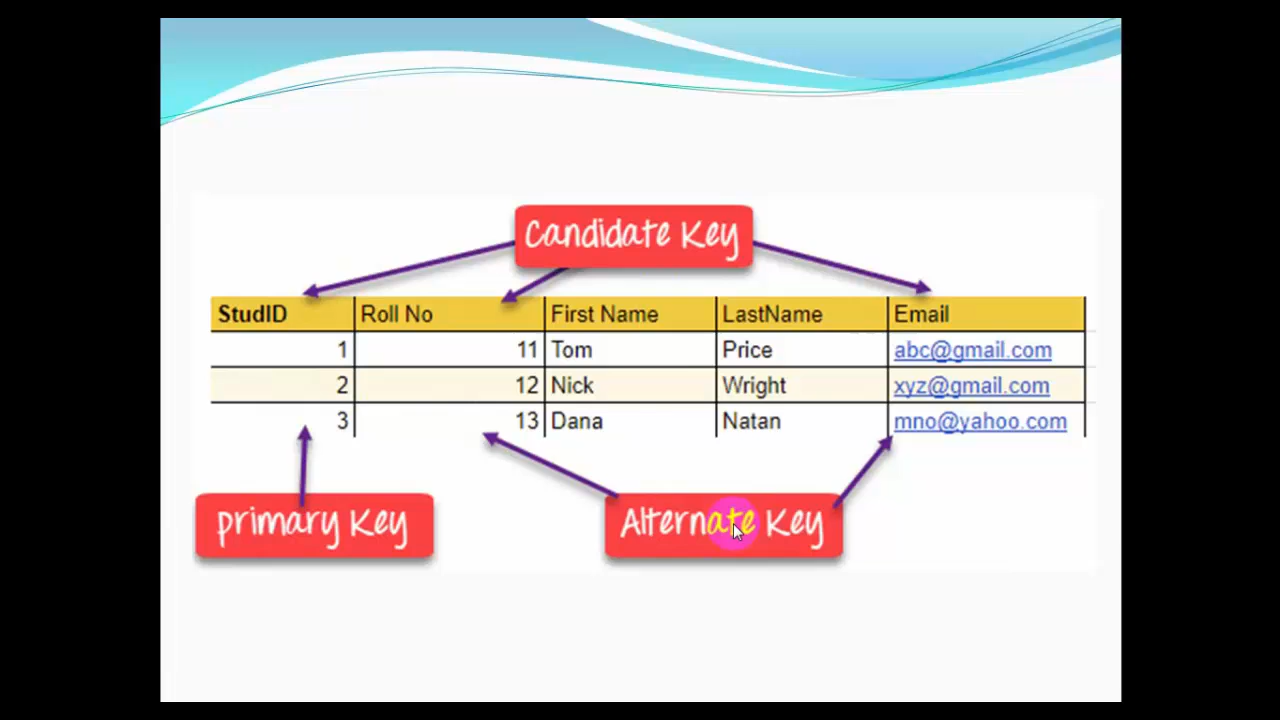 Candidate Key
StudID Roll No First Name LastName Email
1 11 Tom Price abc@gmail.com
2 12 Nick Wright xyz@gmail.com
3 13 Dana Natan mno@yahoo.com
primary Key Alternate Key